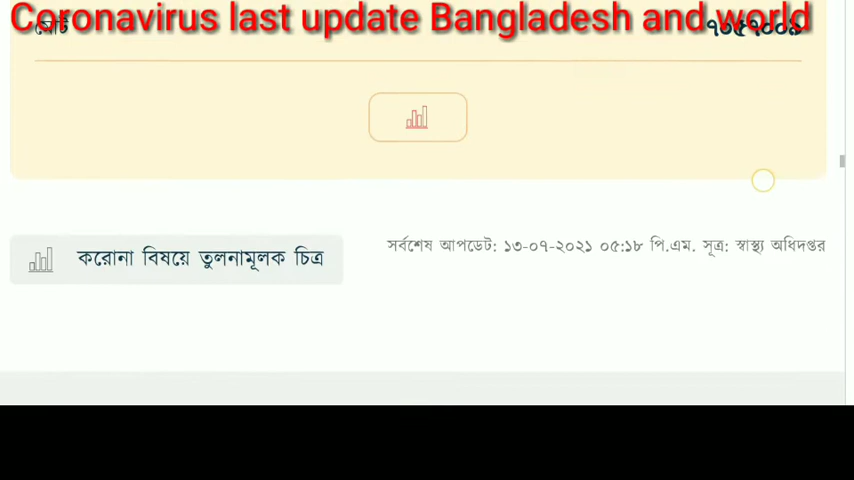 Coronavirus last update Bangladesh and world
মোট
করোনা বিষয়ে তুলনামূলক চিত্র
সর্বশেষ আপডেট: ১৩-০৭-২০২১ ০৫:১৮ পি.এম. সূত্র: স্বাস্থ্য অধিদপ্তর